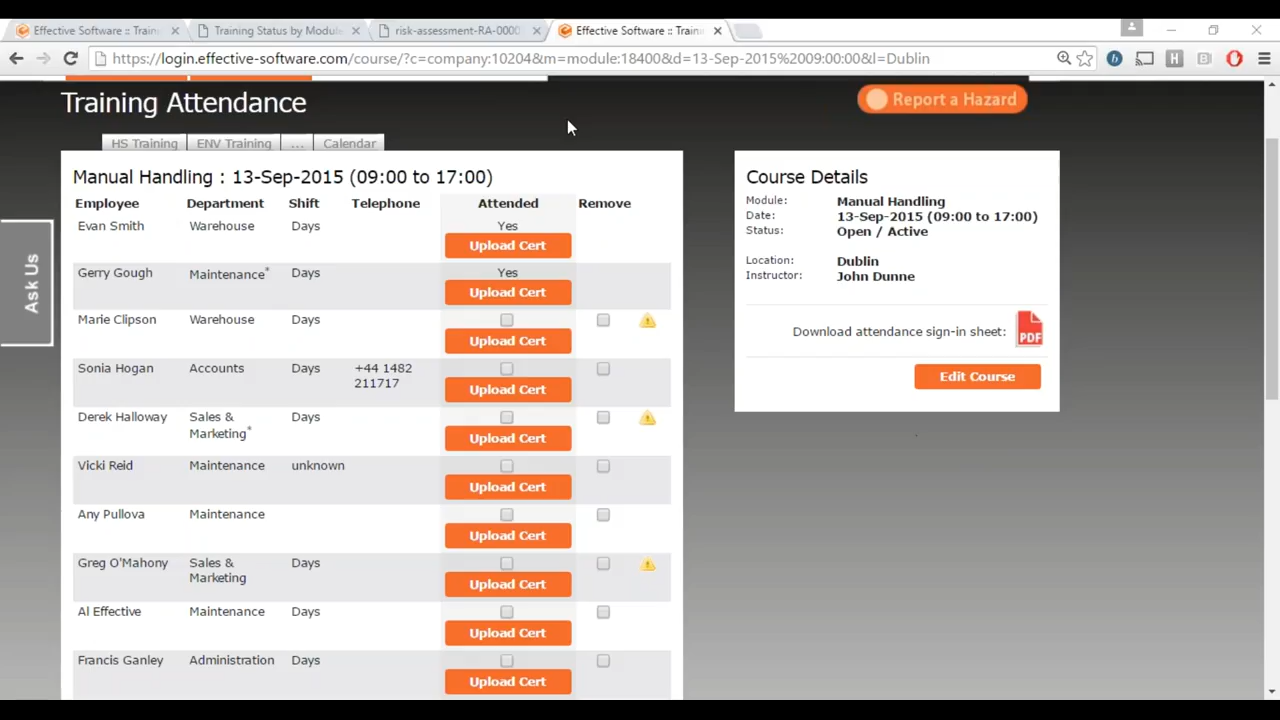 Effective Software :: Traini
Training Status by Module
risk-assessment-RA-0000
Effective Software :: Traini
https://login.effective-software.com/course/?c=company:10204&m=module:18400&d=13-Sep-2015%2009:00:00&l=Dublin
Training Attendance
Report a Hazard
HS Training
ENV Training
...
Calendar
Ask Us
Manual Handling : 13-Sep-2015 (09:00 to 17:00)
Employee Department Shift Telephone Attended Remove
Evan Smith Warehouse Days Yes
Upload Cert
Gerry Gough Maintenance* Days Yes
Upload Cert
Marie Clipson Warehouse Days
Upload Cert
Sonia Hogan Accounts Days +44 1482
211717
Upload Cert
Derek Halloway Sales & Days
Marketing*
Upload Cert
Vicki Reid Maintenance unknown
Upload Cert
Any Pullova Maintenance
Upload Cert
Greg O'Mahony Sales & Days
Marketing
Upload Cert
Al Effective Maintenance Days
Upload Cert
Francis Ganley Administration Days
Upload Cert
Course Details
Module: Manual Handling
Date: 13-Sep-2015 (09:00 to 17:00)
Status: Open / Active
Location: Dublin
Instructor: John Dunne
Download attendance sign-in sheet:
PDF
Edit Course